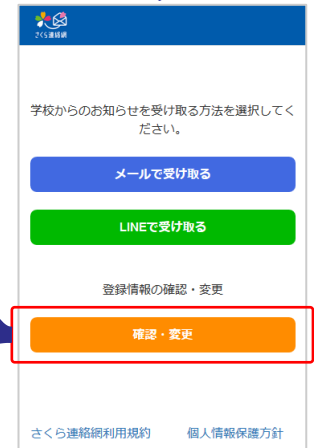 さくら連絡網
学校からのお知らせを受け取る方法を選択してく
ださい。
メールで受け取る
LINEで受け取る
登録情報の確認・変更
確認・変更
さくら連絡網利用規約 個人情報保護方針